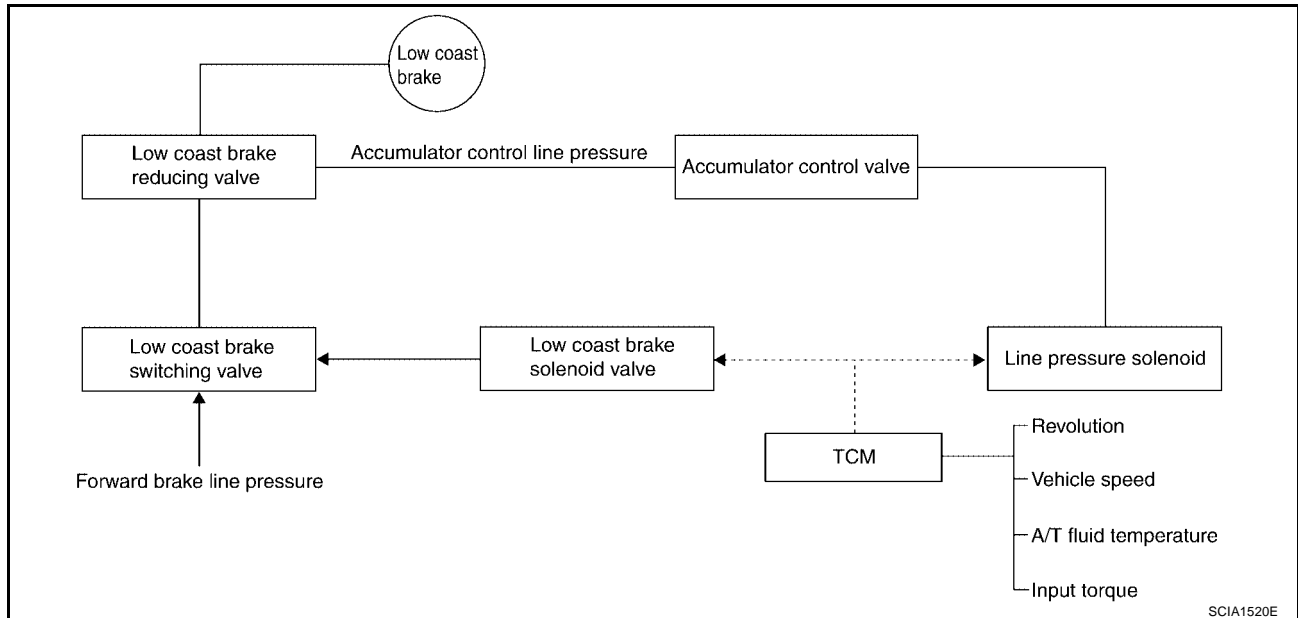 Low coast
brake
Low coast brake
reducing valve
Accumulator control line pressure
Accumulator control valve
Low coast brake
switching valve
Low coast brake
solenoid valve
Line pressure solenoid
Forward brake line pressure
TCM
Revolution
Vehicle speed
A/T fluid temperature
Input torque
SCIA1520E